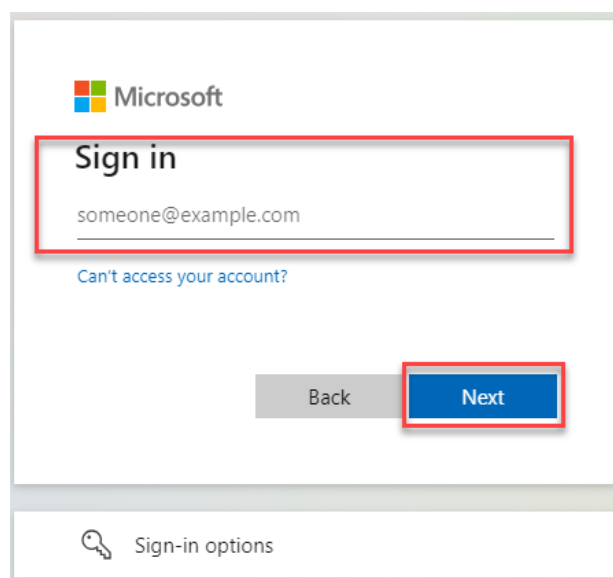 Microsoft
Sign in
someone@example.com
Can't access your account?
Back Next
Sign-in options